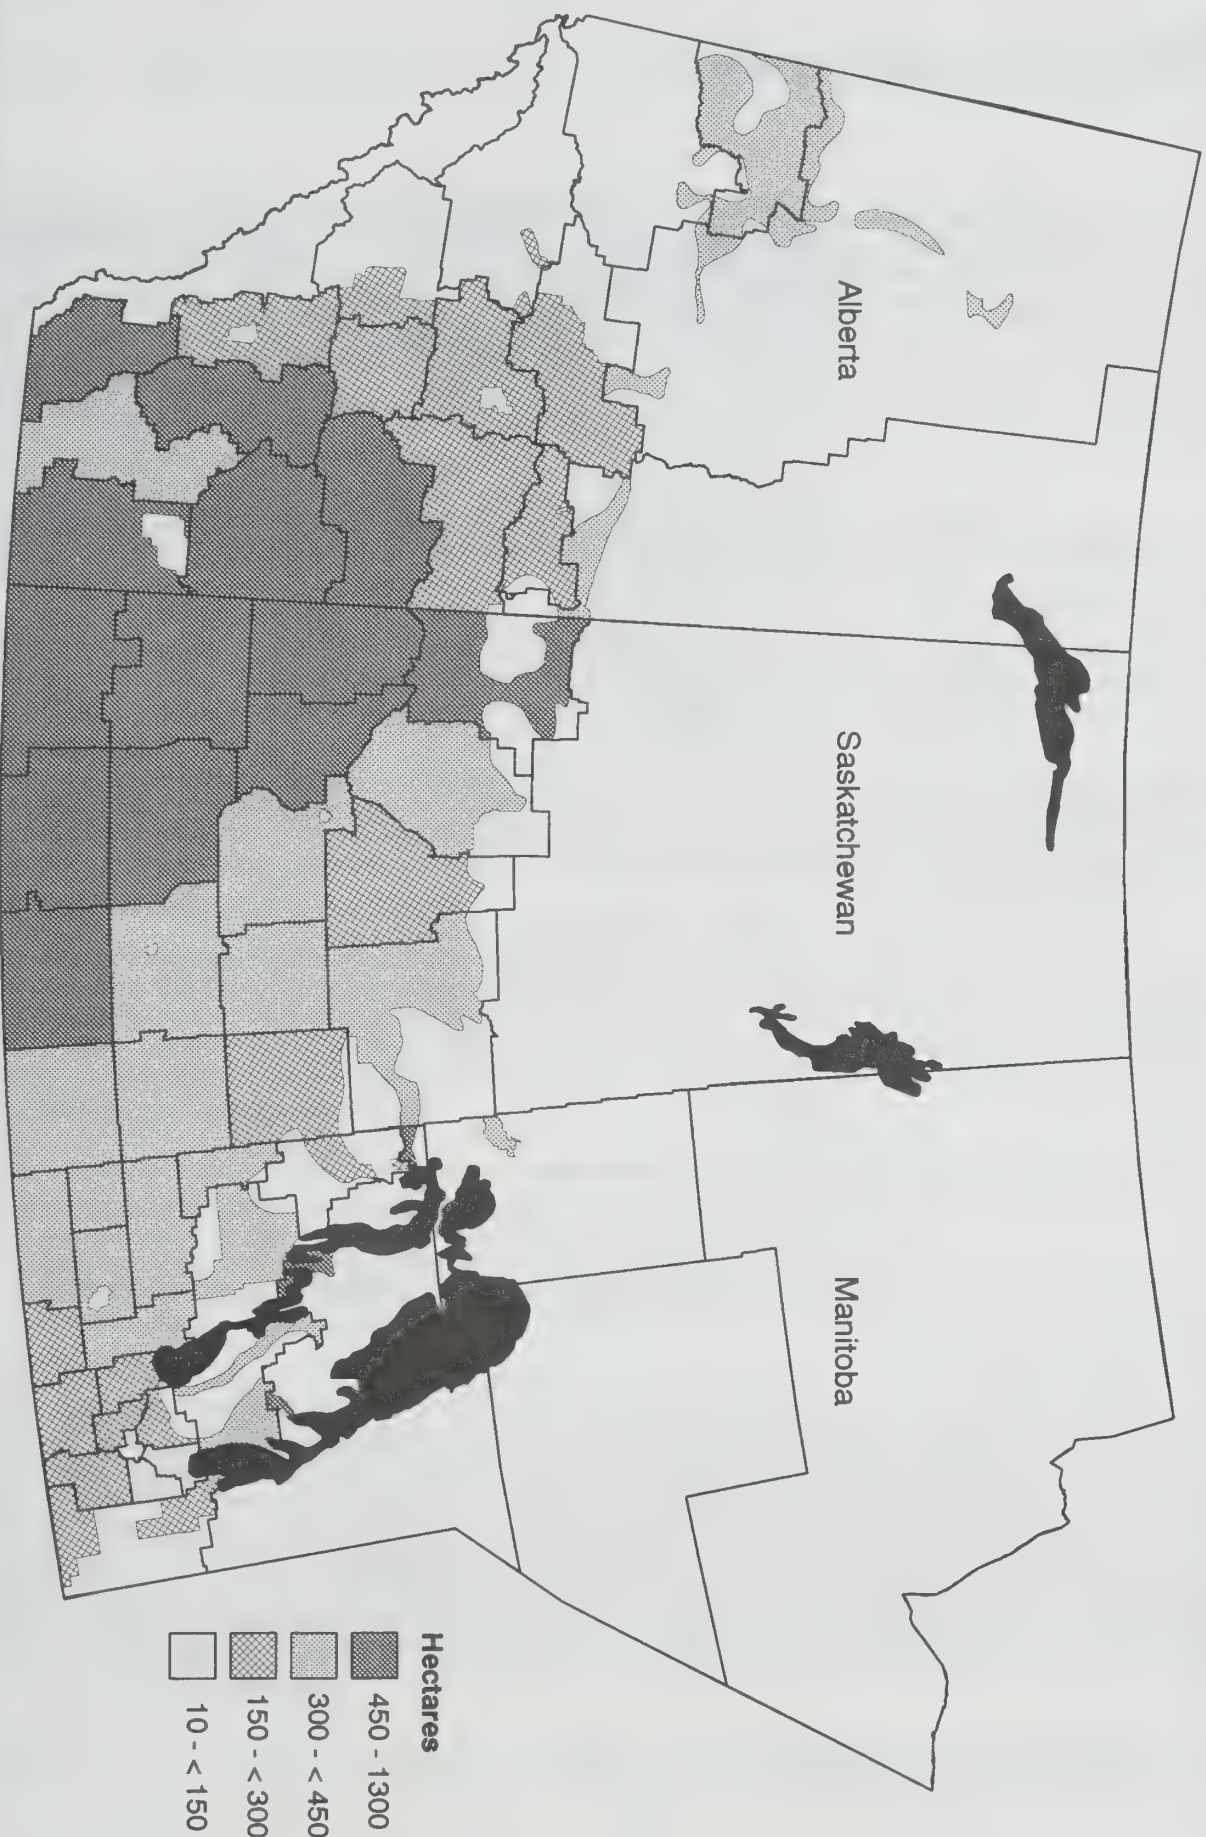 Alberta
Saskatchewan
Manitoba
Hectares
450 - 1300
300 - < 450
150 - < 300
10 - < 150